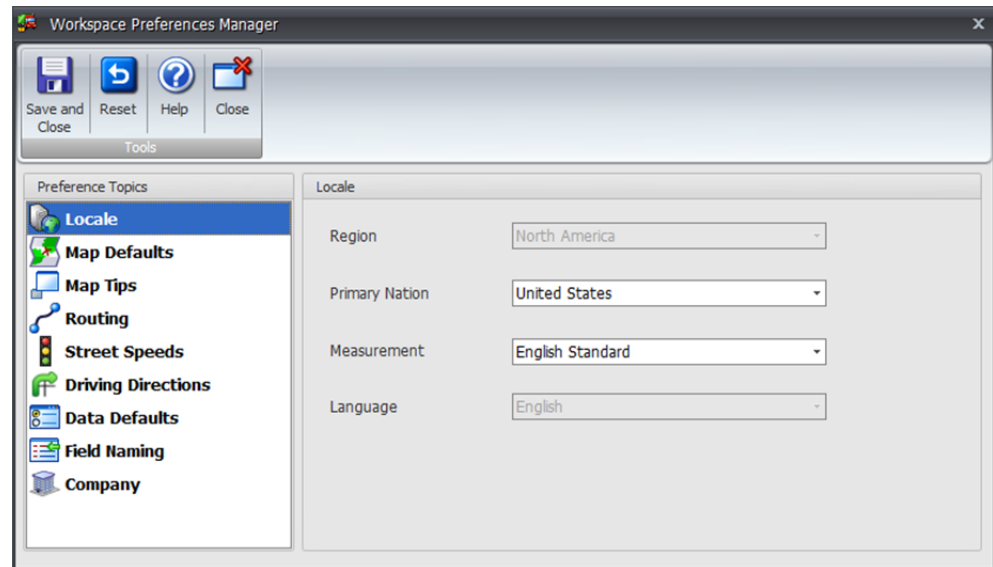 Workspace Preferences Manager
x
Save and Close
Reset
Help
Close
Tools
Preference Topics
Locale
Map Defaults
Map Tips
Routing
Street Speeds
Driving Directions
Data Defaults
Field Naming
Company
Locale
Region North America
Primary Nation United States
Measurement English Standard
Language English